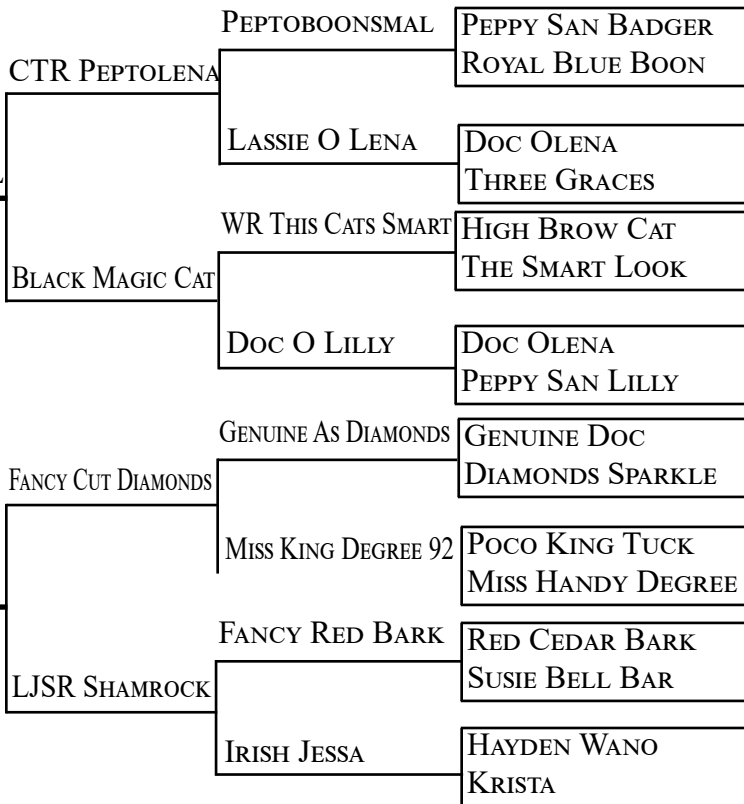 Peptoboonsmal
Peppy San Badger
Royal Blue Boon
CTR Peptolena
Lassie O Lena
Doc Olena
Three Graces
WR This Cats Smart
High Brow Cat
The Smart Look
Black Magic Cat
Doc O Lilly
Doc Olena
Peppy San Lilly
Genuine As Diamonds
Genuine Doc
Diamonds Sparkle
Fancy Cut Diamonds
Miss King Degree 92
Poco King Tuck
Miss Handy Degree
Fancy Red Bark
Red Cedar Bark
Susie Bell Bar
LJSR Shamrock
Irish Jessa
Hayden Wano
Krista